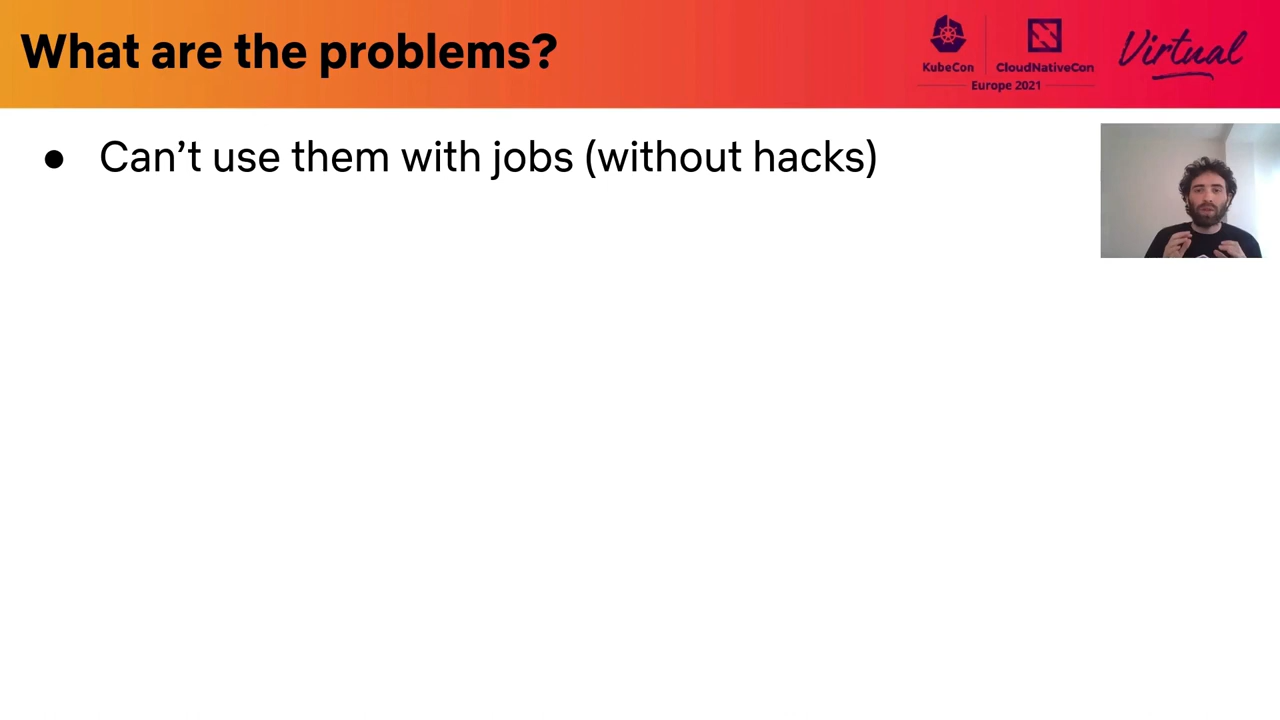 What are the problems?
KubeCon
CloudNativeCon
Europe 2021
Virtual
● Can’t use them with jobs (without hacks)